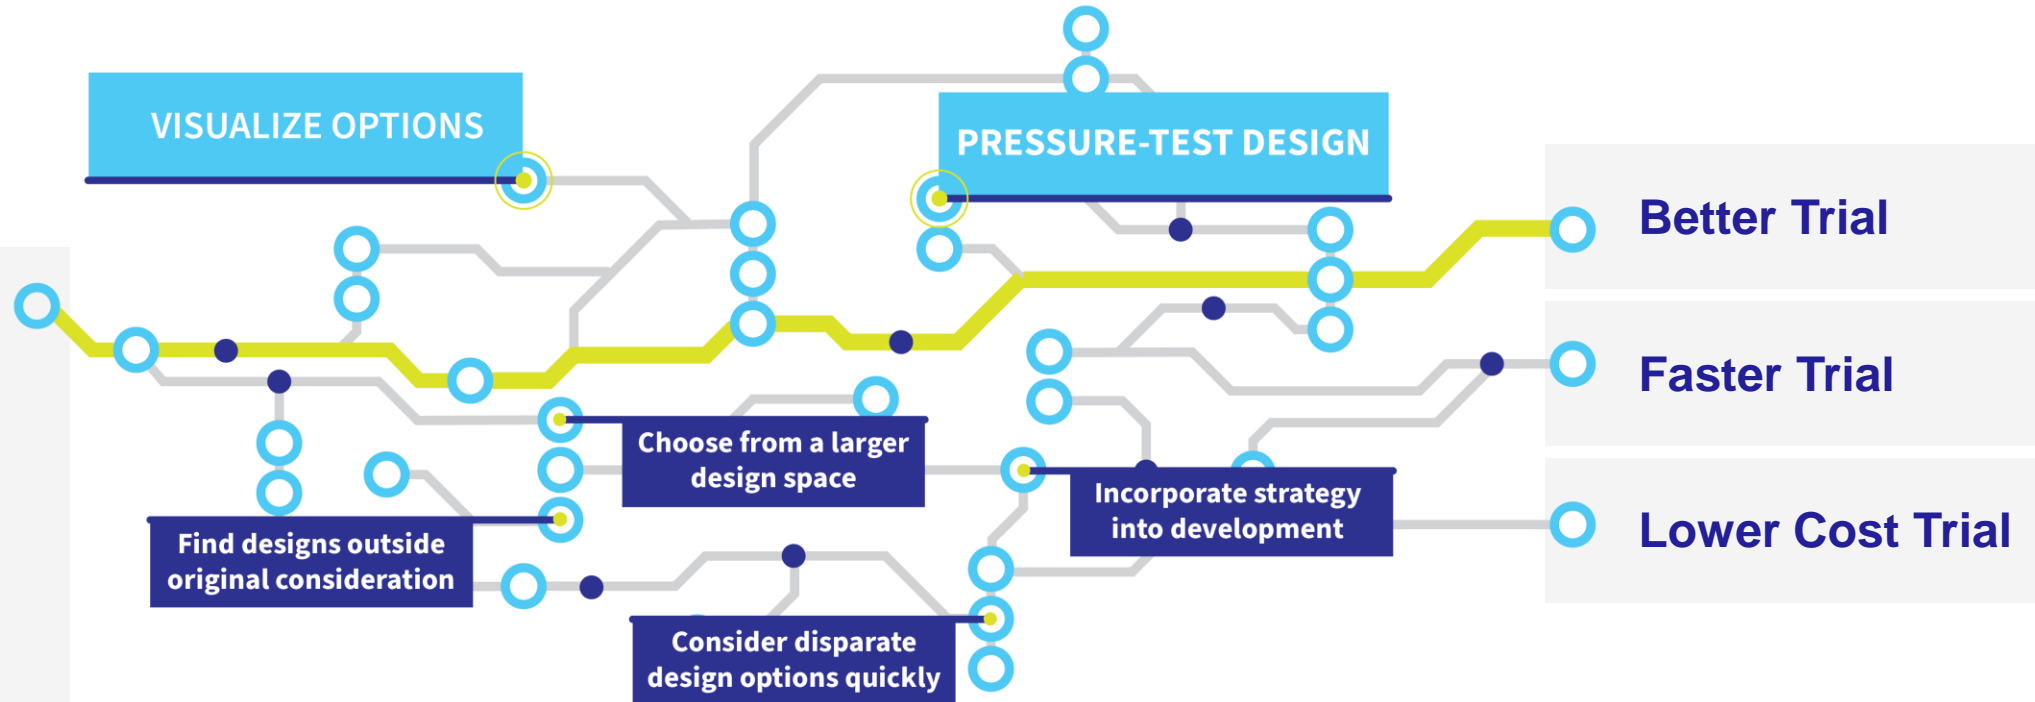 VISUALIZE OPTIONS
PRESSURE-TEST DESIGN
Better Trial
Faster Trial
Lower Cost Trial
Choose from a larger
design space
Incorporate strategy
into development
Find designs outside
original consideration
Consider disparate
design options quickly